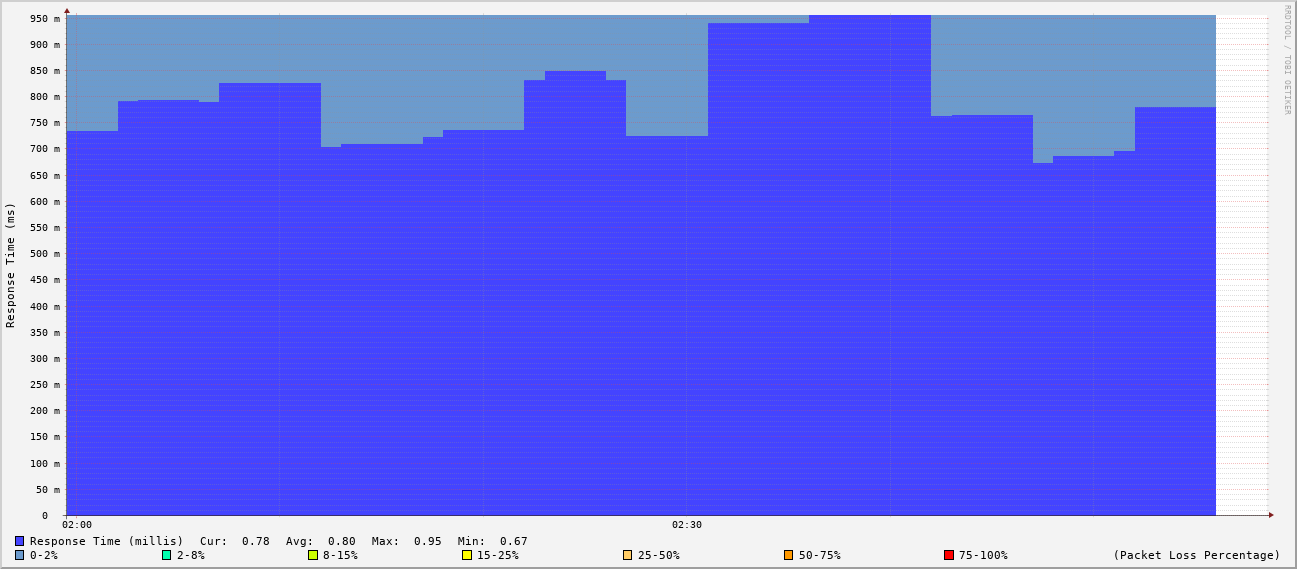 RRDTOOL / TOBI OETIKER
Response Time (ms)
950 m
900 m
850 m
800 m
750 m
700 m
650 m
600 m
550 m
500 m
450 m
400 m
350 m
300 m
250 m
200 m
150 m
100 m
50 m
0
02:00 02:30
Response Time (millis) Cur: 0.78 Avg: 0.80 Max: 0.95 Min: 0.67
0-2% 2-8% 8-15% 15-25% 25-50% 50-75% 75-100% (Packet Loss Percentage)